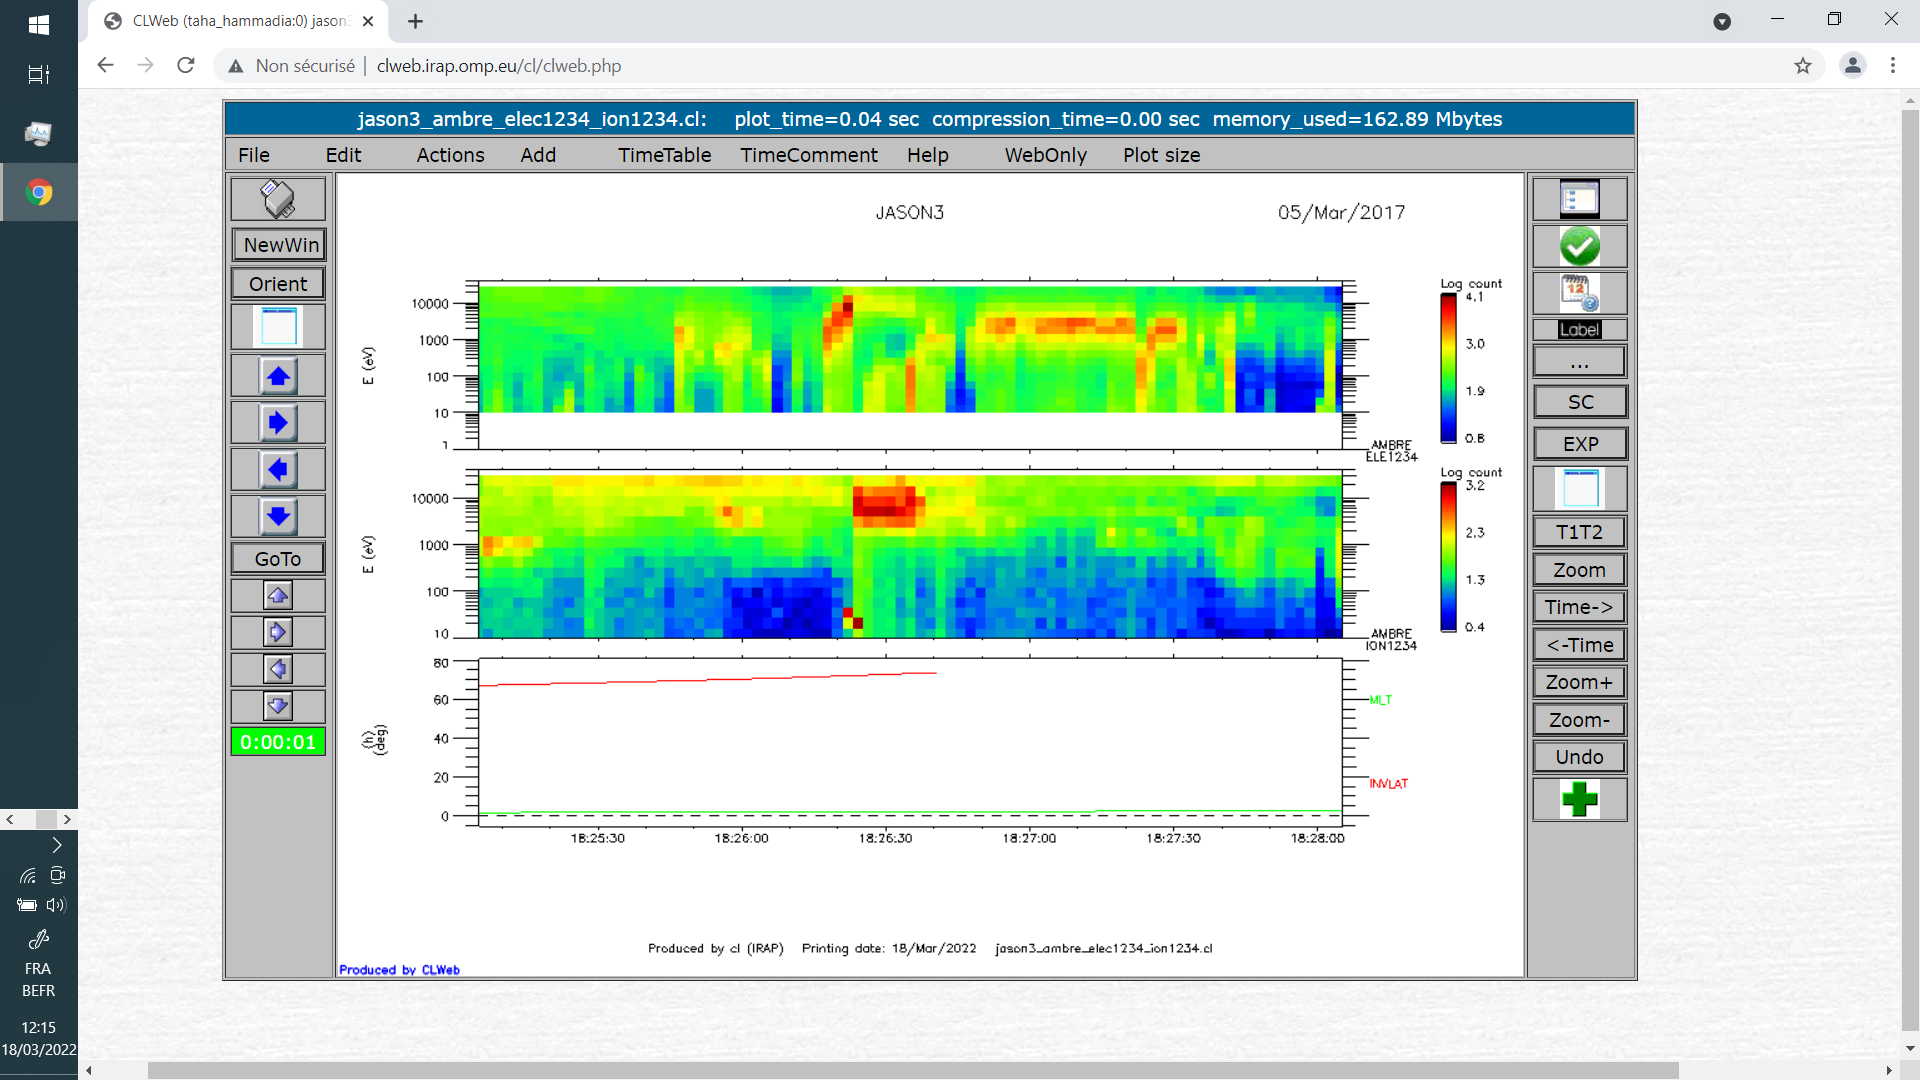 CLWeb (taha_hammadia:0) jason3
Non sécurisé | clweb.irap.omp.eu/cl/clweb.php
jason3_ambre_elec1234_ion1234.cl: plot_time=0.04 sec compression_time=0.00 sec memory_used=162.89 Mbytes
File Edit Actions Add TimeTable TimeComment Help WebOnly Plot size
NewWin
Orient
GoTo
0:00:01
JASON3 05/Mar/2017
10000
1000
100
10
1
E (eV)
Log count
4.1
3.0
1.9
0.8
AMBRE
ELE1234
10000
1000
100
10
E (eV)
Log count
3.2
2.3
1.3
0.4
AMBRE
ION1234
80
60
40
20
0
(h)
(deg)
MLT
INVLAT
18:25:30 18:26:00 18:26:30 18:27:00 18:27:30 18:28:00
Produced by cl (IRAP) Printing date: 18/Mar/2022 jason3_ambre_elec1234_ion1234.cl
Produced by CLWeb
12
Label
...
SC
EXP
T1T2
Zoom
Time->
<-Time
Zoom+
Zoom-
Undo
FRA
BEFR
12:15
18/03/2022